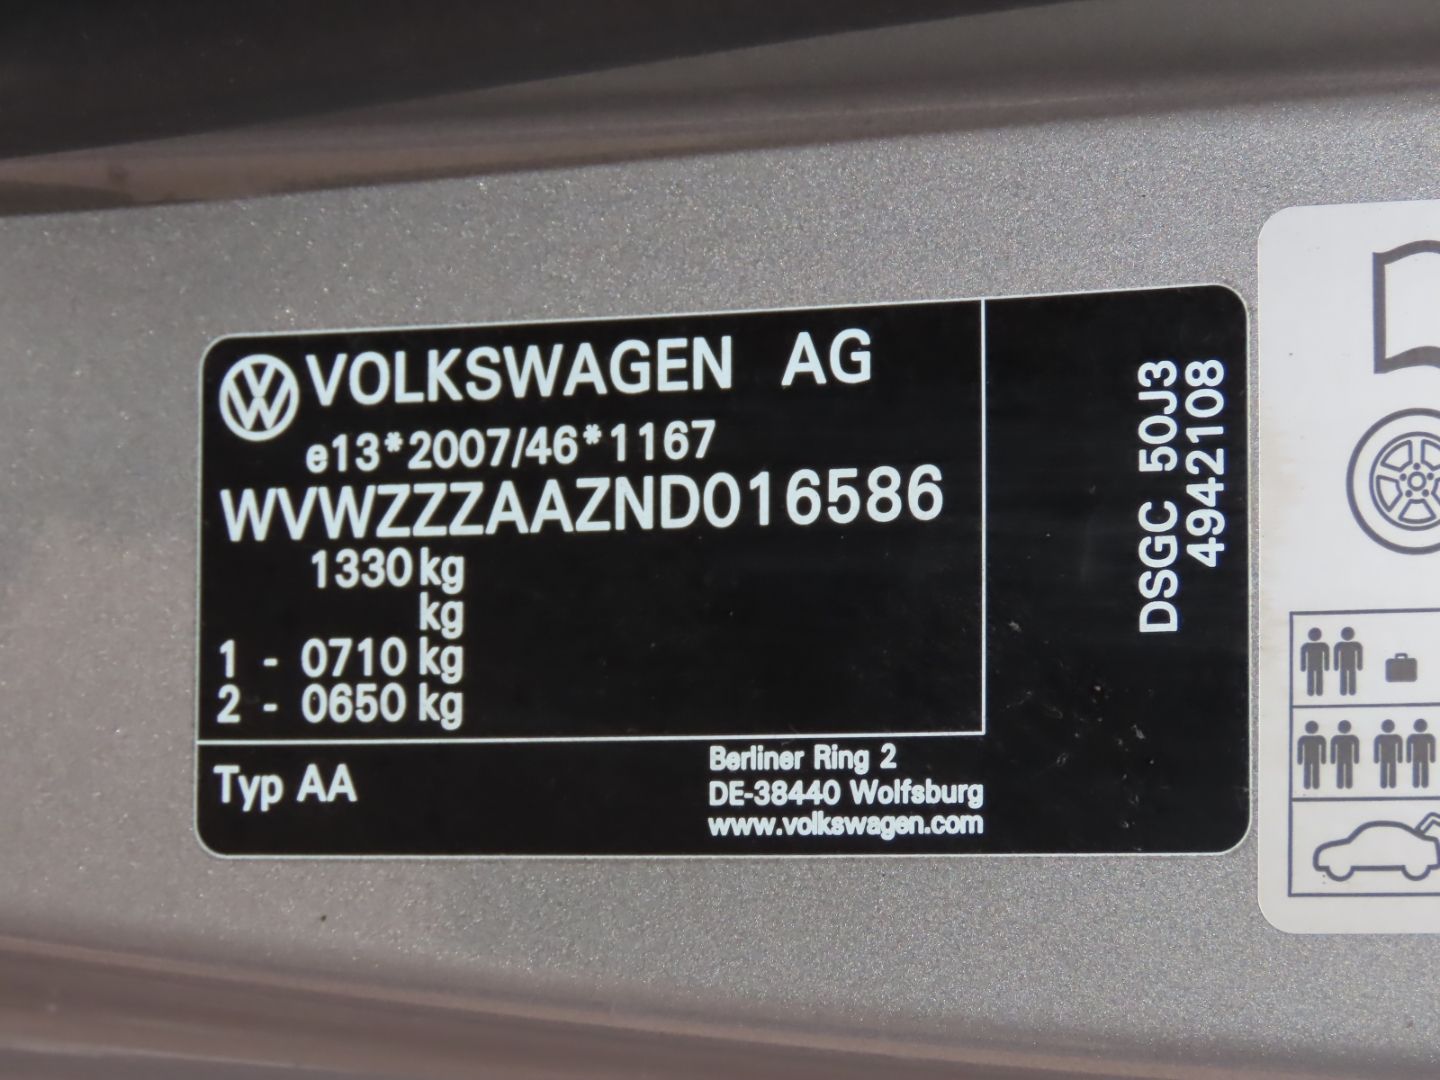 VOLKSWAGEN AG
e13*2007/46*1167
WVWZZZAAZND016586
1330 kg
kg
1 - 0710 kg
2 - 0650 kg
Typ AA
Berliner Ring 2
DE-38440 Wolfsburg
www.volkswagen.com
DSGC 50J3
4942108